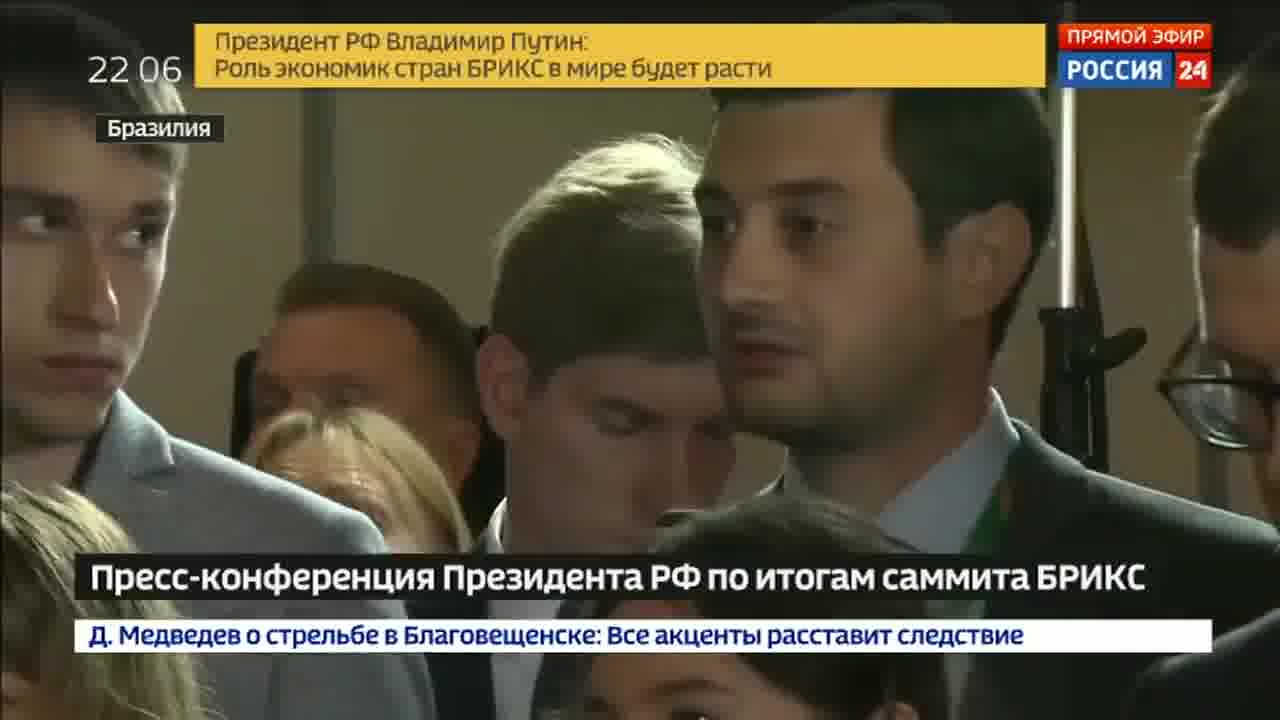 22 06
Президент РФ Владимир Путин:
Роль экономик стран БРИКС в мире будет расти
ПРЯМОЙ ЭФИР
РОССИЯ 24
Бразилия
Пресс-конференция Президента РФ по итогам саммита БРИКС
Д. Медведев о стрельбе в Благовещенске: Все акценты расставит следствие